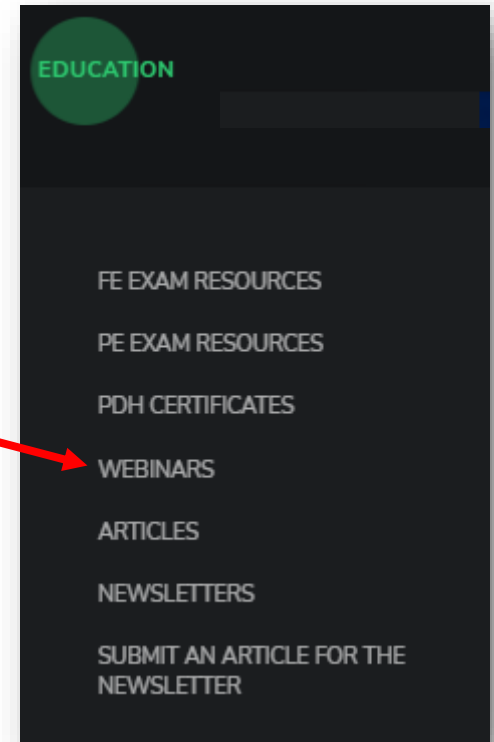 EDUCATION
FE EXAM RESOURCES
PE EXAM RESOURCES
PDH CERTIFICATES
WEBINARS
ARTICLES
NEWSLETTERS
SUBMIT AN ARTICLE FOR THE
NEWSLETTER